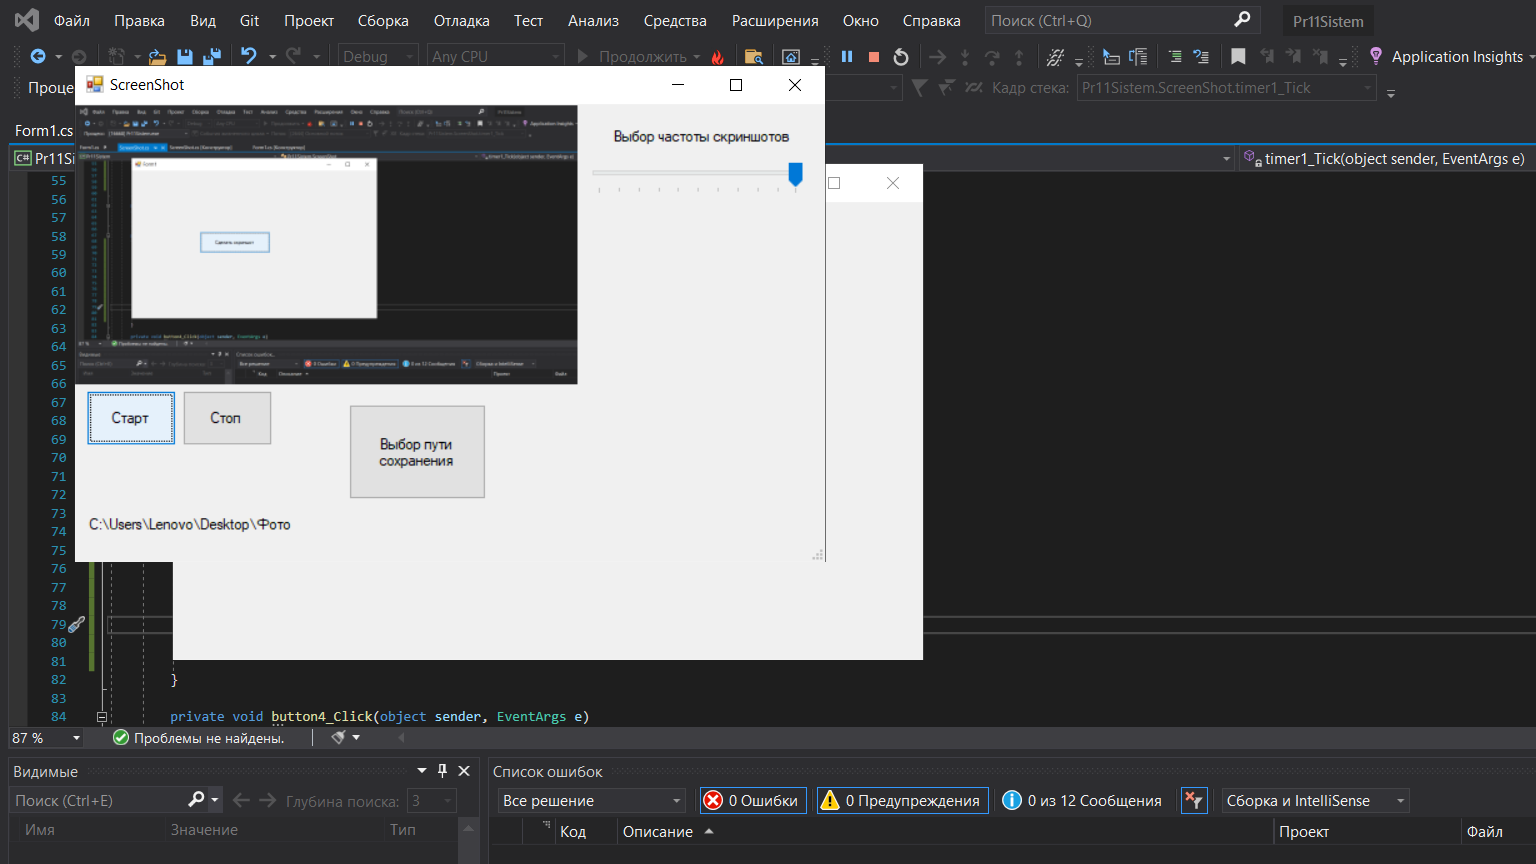 Файл Правка Вид Git Проект Сборка Отладка Тест Анализ Средства Расширения Окно Справка Поиск (Ctrl+Q) Pr11Sistem
Debug Any CPU Продолжить Application Insights
Проце
ScreenShot
Кадр стека: Pr11Sistem.ScreenShot.timer1_Tick
Form1.cs
C# Pr11Si
timer1_Tick(object sender, EventArgs e)
Выбор частоты скриншотов
Form1
Сделать скриншот
Старт Стоп
Выбор пути
сохранения
C:\Users\Lenovo\Desktop\Фото
55
56
57
58
59
60
61
62
63
64
65
66
67
68
69
70
71
72
73
74
75
76
77
78
79
80
81
82 }
83
84 private void button4_Click(object sender, EventArgs e)
87 % Проблемы не найдены.
Видимые
Поиск (Ctrl+E) Глубина поиска: 3
Имя Значение Тип
Список ошибок
Все решение 0 Ошибки 0 Предупреждения 0 из 12 Сообщения Сборка и IntelliSense
Код Описание Проект Файл